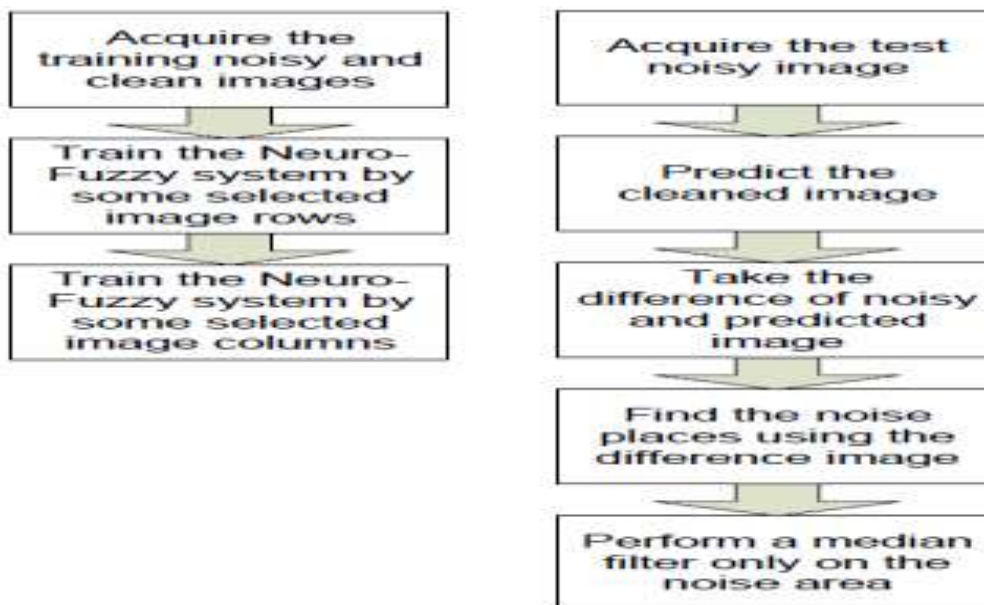 Acquire the
training noisy and
clean images
Train the Neuro-
Fuzzy system by
some selected
image rows
Train the Neuro-
Fuzzy system by
some selected
image columns
Acquire the test
noisy image
Predict the
cleaned image
Take the
difference of noisy
and predicted
image
Find the noise
places using the
difference image
Perform a median
filter only on the
noise area